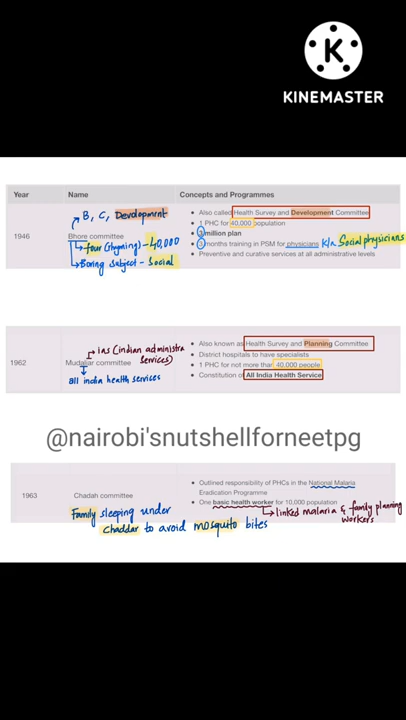 K
KINEMASTER
Year Name Concepts and Programmes
B, C, Development
1946 Bhore committee
four (rhyming) - 40,000
Boring Subject - Social
Also called Health Survey and Development Committee
1 PHC for 40,000 population
3 million plan
3 months training in PSM for physicians k/a Social physicians
Preventive and curative services at all administrative levels
IAS (indian administra
services)
1962 Mudaliar committee
all india health services
Also known as Health Survey and Planning Committee
District hospitals to have specialists
1 PHC for not more than 40,000 people
Constitution of All India Health Service
@nairobi'snutshellforneetpg
1963 Chadah committee
Family sleeping under
chaddar to avoid mosquito bites
Outlined responsibility of PHCs in the National Malaria
Eradication Programme
One basic health worker for 10,000 population
linked malaria & family planning
workers